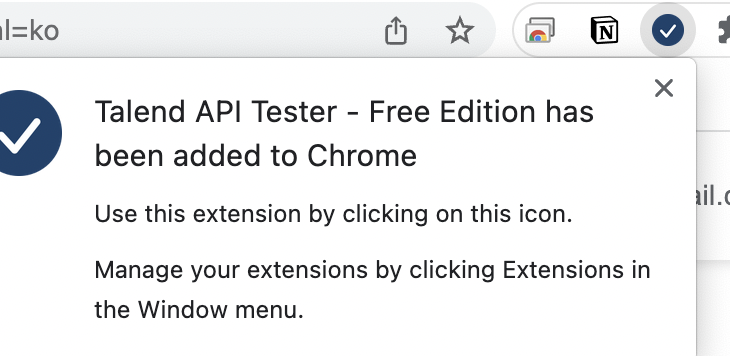 l=ko
N
Talend API Tester - Free Edition has
been added to Chrome
ail.c
Use this extension by clicking on this icon.
Manage your extensions by clicking Extensions in
the Window menu.